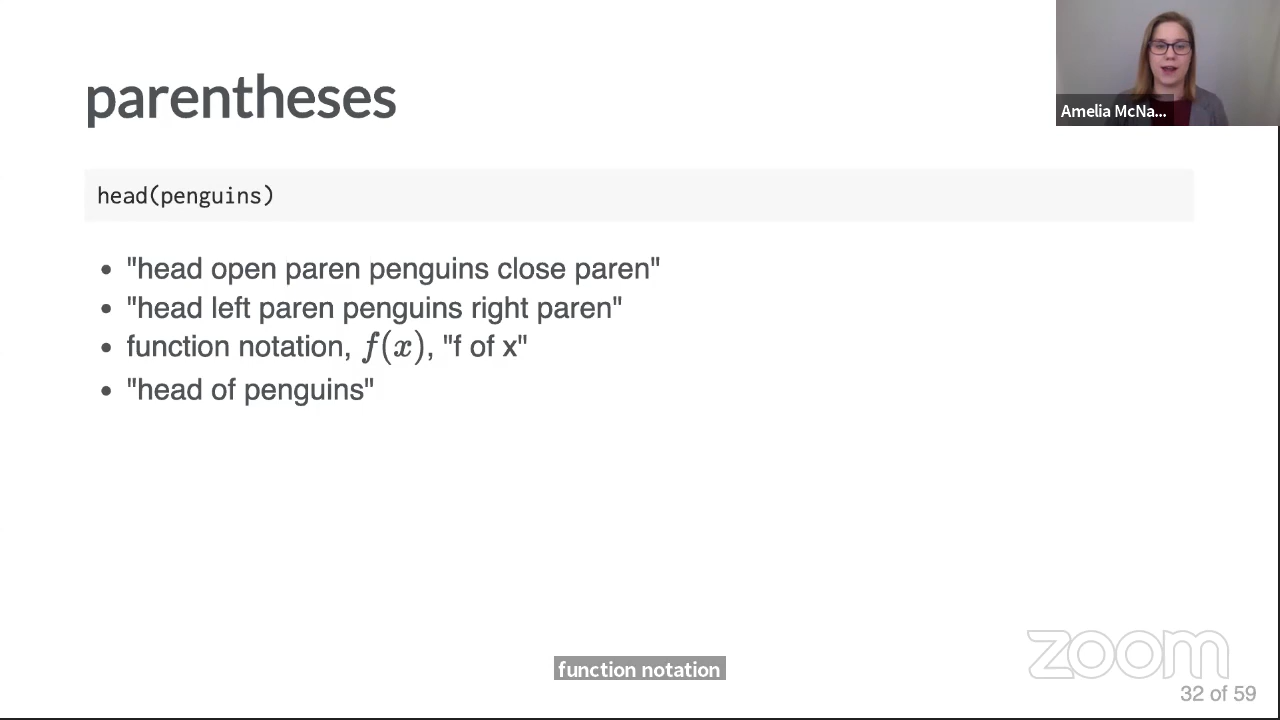 parentheses
Amelia McNa...
head(penguins)
• "head open paren penguins close paren"
• "head left paren penguins right paren"
• function notation, f(x), "f of x"
• "head of penguins"
zoom
function notation
32 of 59